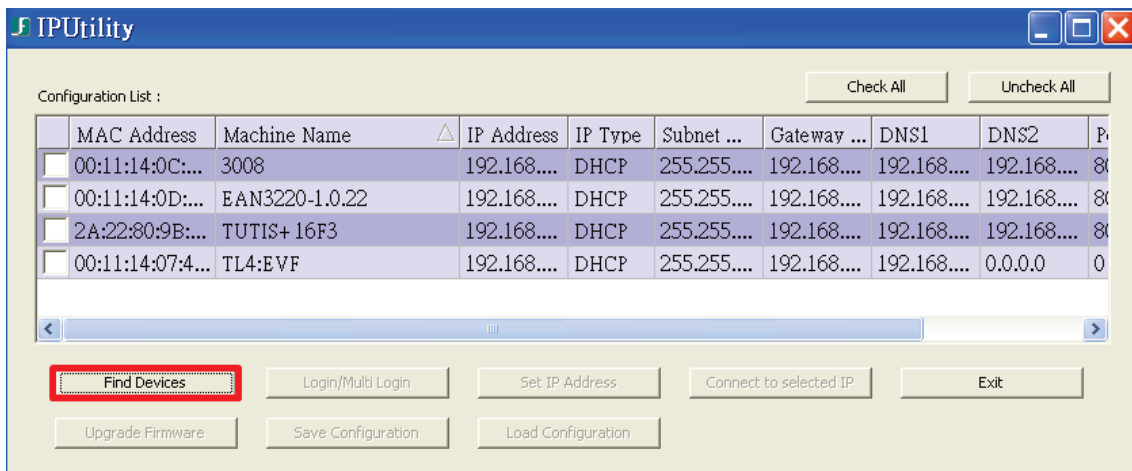 IPUtility
Check All Uncheck All
Configuration List :
MAC Address Machine Name IP Address IP Type Subnet ... Gateway ... DNS1 DNS2
00:11:14:0C:... 3008 192.168.... DHCP 255.255.... 192.168.... 192.168.... 192.168.... 80
00:11:14:0D:... EAN3220-1.0.22 192.168.... DHCP 255.255.... 192.168.... 192.168.... 192.168.... 80
2A:22:80:9B:... TUTIS+ 16F3 192.168.... DHCP 255.255.... 192.168.... 192.168.... 192.168.... 80
00:11:14:07:4... TL4:EVF 192.168.... DHCP 255.255.... 192.168.... 192.168.... 0.0.0.0 0
Find Devices Login/Multi Login Set IP Address Connect to selected IP Exit
Upgrade Firmware Save Configuration Load Configuration